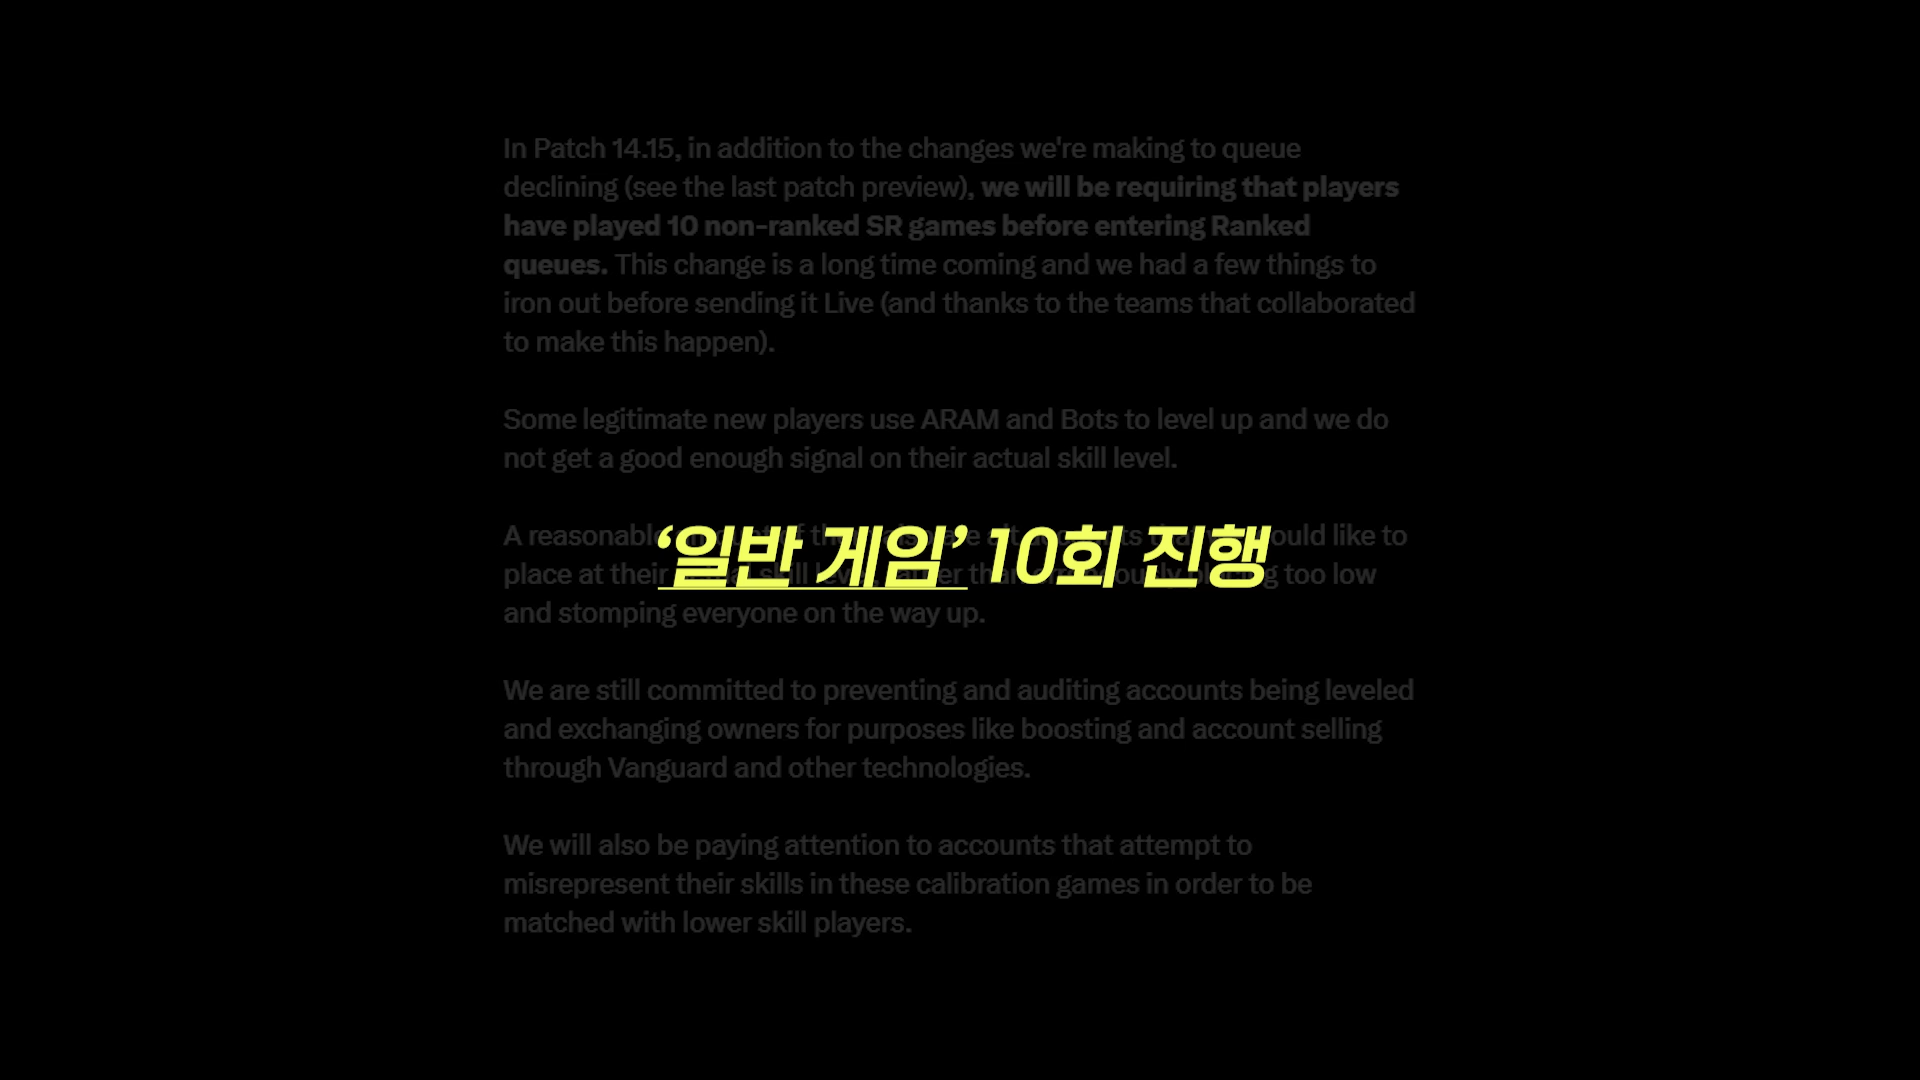 In Patch 14.15, in addition to the changes we're making to queue
declining (see the last patch preview), we will be requiring that players
have played 10 non-ranked SR games before entering Ranked
queues. This change is a long time coming and we had a few things to
iron out before sending it Live (and thanks to the teams that collaborated
to make this happen).
Some legitimate new players use ARAM and Bots to level up and we do
not get a good enough signal on their actual skill level.
A reasonable like to
‘일반 게임’ 10회 진행
place at their too low
and stomping everyone on the way up.
We are still committed to preventing and auditing accounts being leveled
and exchanging owners for purposes like boosting and account selling
through Vanguard and other technologies.
We will also be paying attention to accounts that attempt to
misrepresent their skills in these calibration games in order to be
matched with lower skill players.